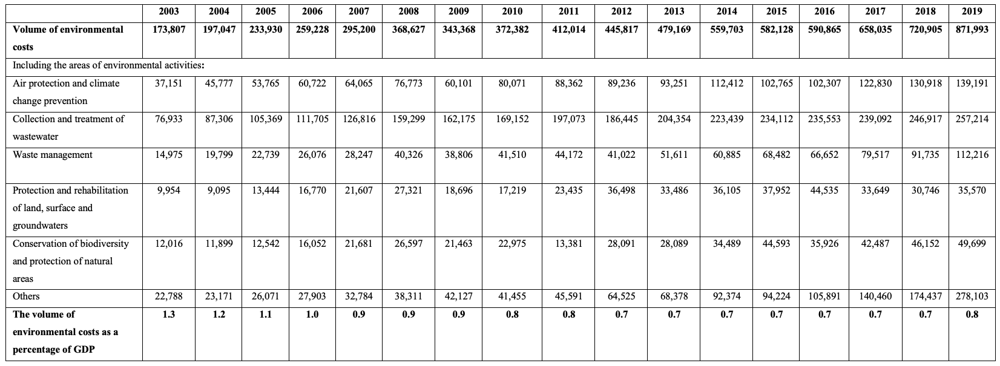 2003 2004 2005 2006 2007 2008 2009 2010 2011 2012 2013 2014 2015 2016 2017 2018 2019
Volume of environmental 173,807 197,047 233,930 259,228 295,200 368,627 343,368 372,382 412,014 445,817 479,169 559,703 582,128 590,865 658,035 720,905 871,993
costs
Including the areas of environmental activities:
Air protection and climate 37,151 45,777 53,765 60,722 64,065 76,773 60,101 80,071 88,362 89,236 93,251 112,412 102,765 102,307 122,830 130,918 139,191
change prevention
Collection and treatment of 76,933 87,306 105,369 111,705 126,816 159,299 162,175 169,152 197,073 186,445 204,354 223,439 234,112 235,553 239,092 246,917 257,214
wastewater
Waste management 14,975 19,799 22,739 26,076 28,247 40,326 38,806 41,510 44,172 41,022 51,611 60,885 68,482 66,652 79,517 91,735 112,216
Protection and rehabilitation 9,954 9,095 13,444 16,770 21,607 27,321 18,696 17,219 23,435 36,498 33,486 36,105 37,952 44,535 33,649 30,746 35,570
of land, surface and
groundwaters
Conservation of biodiversity 12,016 11,899 12,542 16,052 21,681 26,597 21,463 22,975 13,381 28,091 28,089 34,489 44,593 35,926 42,487 46,152 49,699
and protection of natural
areas
Others 22,788 23,171 26,071 27,903 32,784 38,311 42,127 41,455 45,591 64,525 68,378 92,374 94,224 105,891 140,460 174,437 278,103
The volume of 1.3 1.2 1.1 1.0 0.9 0.9 0.9 0.8 0.8 0.7 0.7 0.7 0.7 0.7 0.7 0.7 0.8
environmental costs as a
percentage of GDP